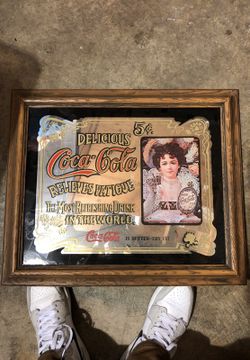 5¢
DELICIOUS
Coca-Cola
RELIEVES FATIGUE
THE MOST REFRESHING DRINK
IN THE WORLD
Coca-Cola